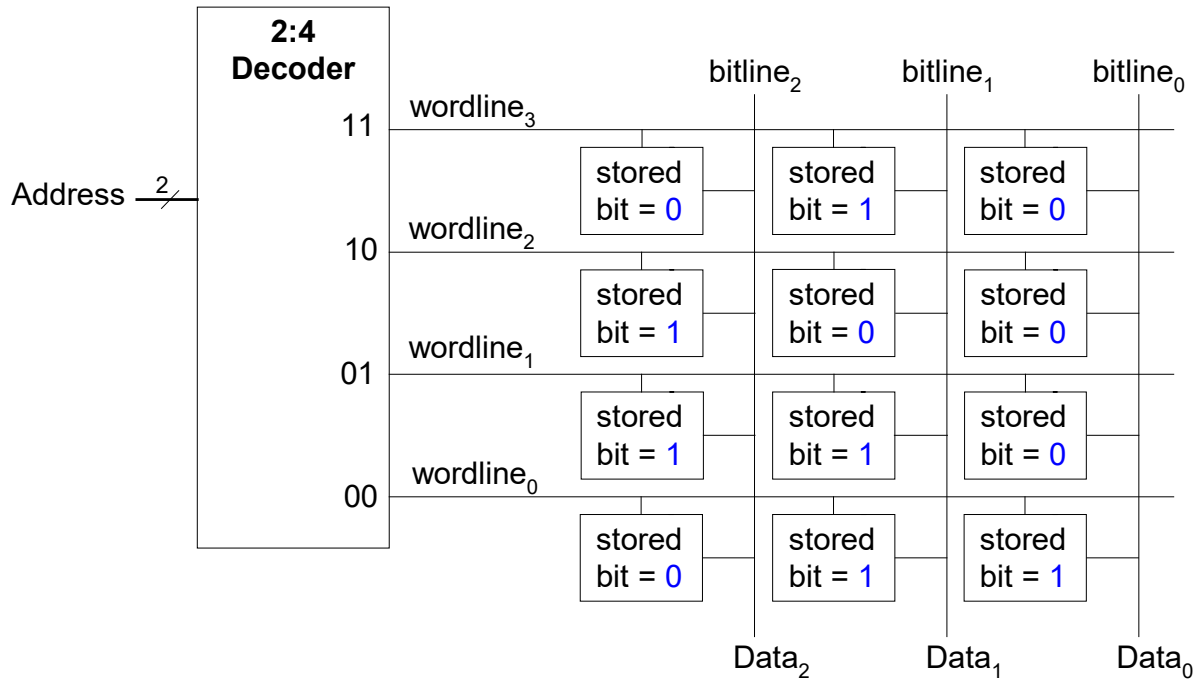 2:4
Decoder
bitline₂ bitline₁ bitline₀
wordline₃
11
stored stored stored
bit = 0 bit = 1 bit = 0
Address 2
wordline₂
10
stored stored stored
bit = 1 bit = 0 bit = 0
wordline₁
01
stored stored stored
bit = 1 bit = 1 bit = 0
wordline₀
00
stored stored stored
bit = 0 bit = 1 bit = 1
Data₂ Data₁ Data₀